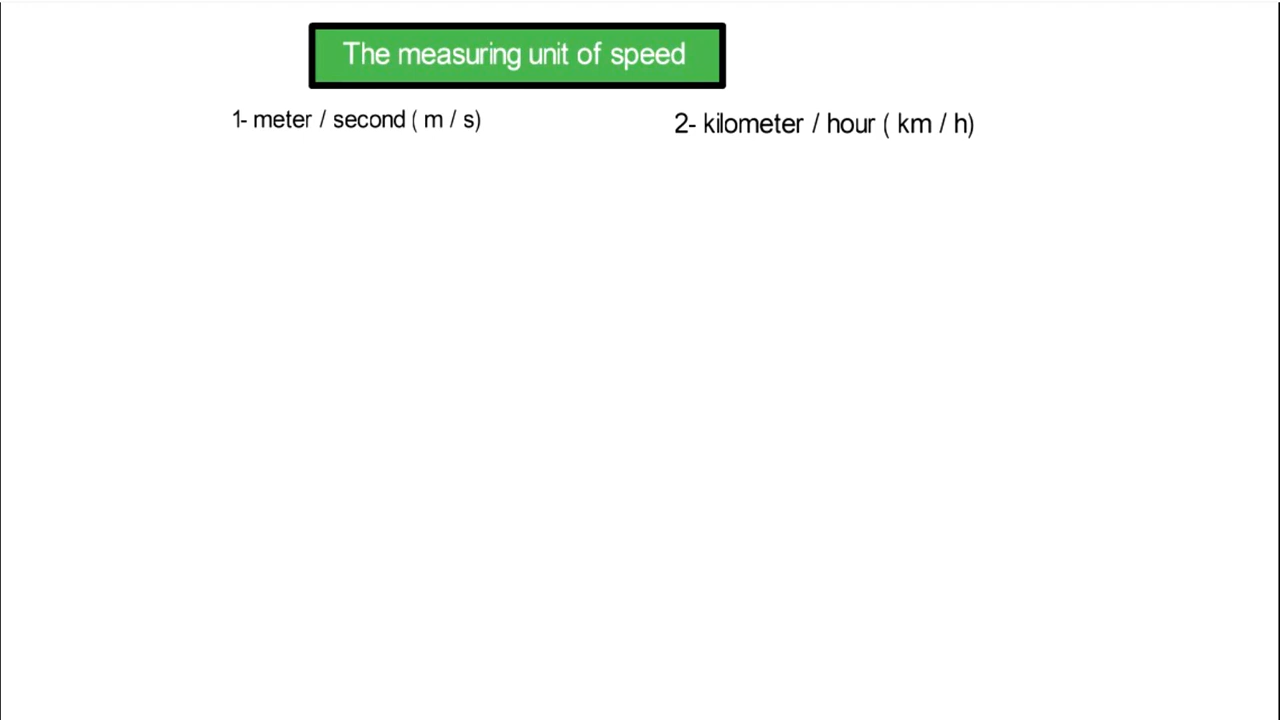 The measuring unit of speed
1- meter / second ( m / s)
2- kilometer / hour ( km / h)